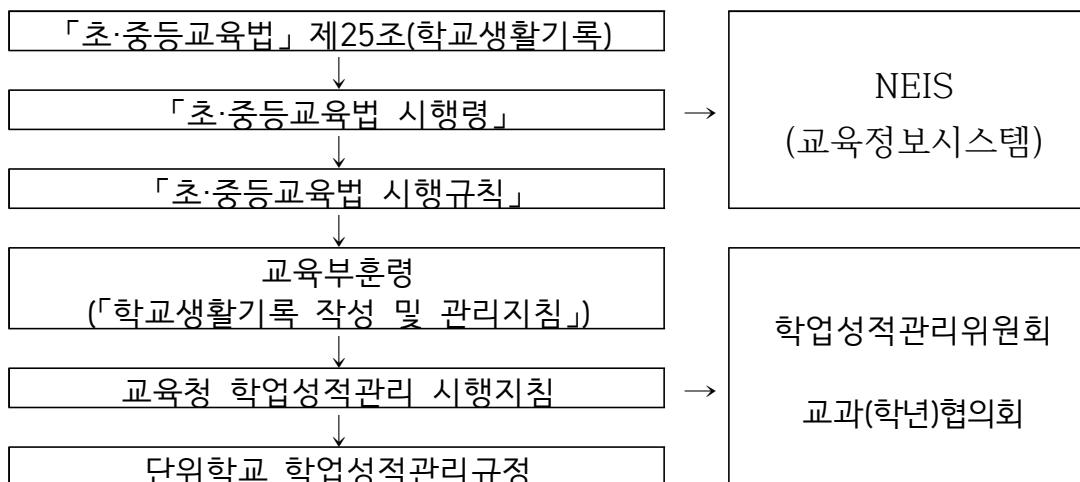 「초·중등교육법」제25조(학교생활기록)
↓
「초·중등교육법 시행령」
→
NEIS
(교육정보시스템)
↓
「초·중등교육법 시행규칙」
↓
교육부훈령
(「학교생활기록 작성 및 관리지침」)
↓
교육청 학업성적관리 시행지침
→
학업성적관리위원회
교과(학년)협의회
↓
단위학교 학업성적관리규정